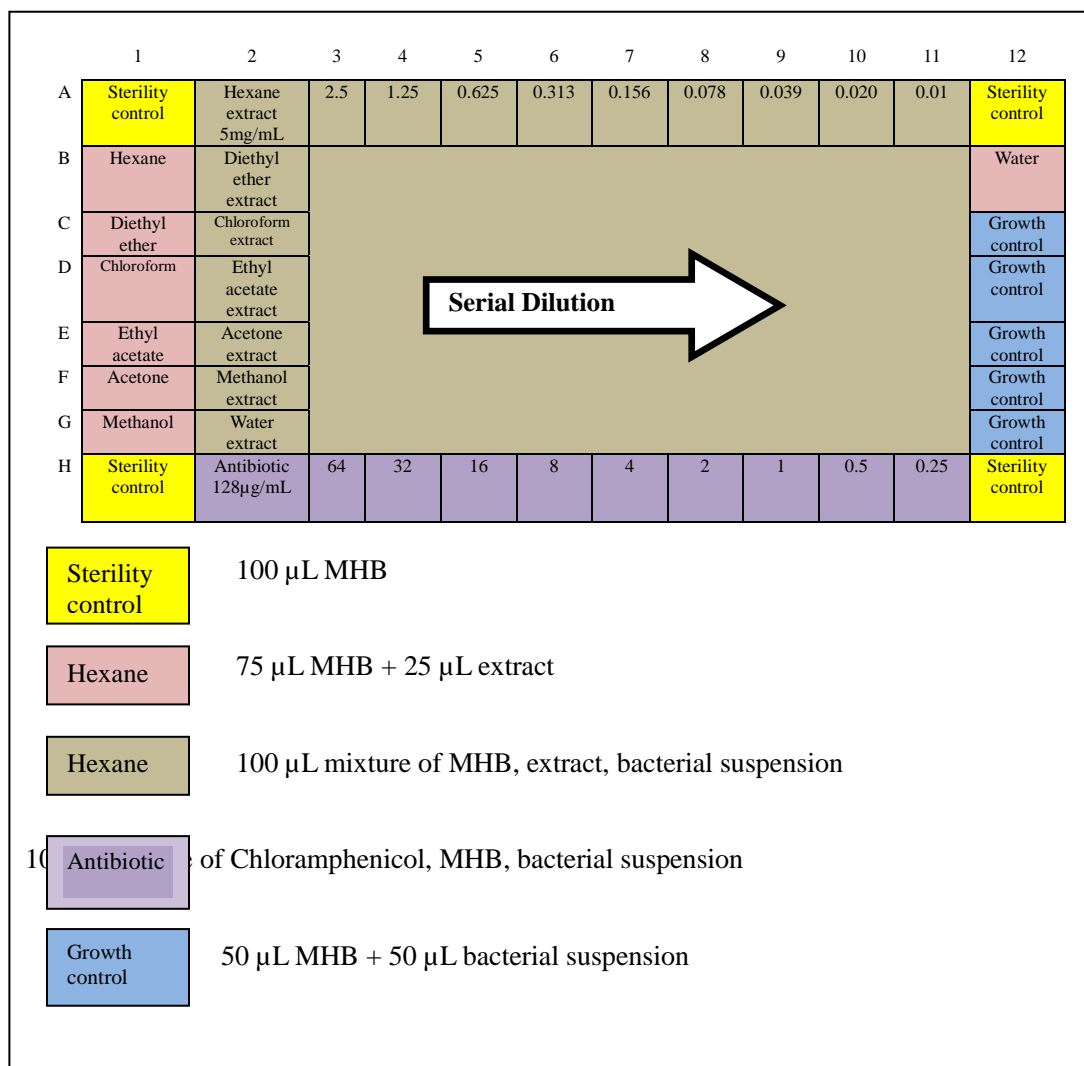 1 2 3 4 5 6 7 8 9 10 11 12
A Sterility control Hexane extract 5mg/mL 2.5 1.25 0.625 0.313 0.156 0.078 0.039 0.020 0.01 Sterility control
B Hexane Diethyl ether extract Water
C Diethyl ether Chloroform extract Growth control
D Chloroform Ethyl acetate extract Growth control
Serial Dilution
E Ethyl acetate Acetone extract Growth control
F Acetone Methanol extract Growth control
G Methanol Water extract Growth control
H Sterility control Antibiotic 128µg/mL 64 32 16 8 4 2 1 0.5 0.25 Sterility control
Sterility control 100 µL MHB
Hexane 75 µL MHB + 25 µL extract
Hexane 100 µL mixture of MHB, extract, bacterial suspension
Antibiotic of Chloramphenicol, MHB, bacterial suspension
Growth control 50 µL MHB + 50 µL bacterial suspension